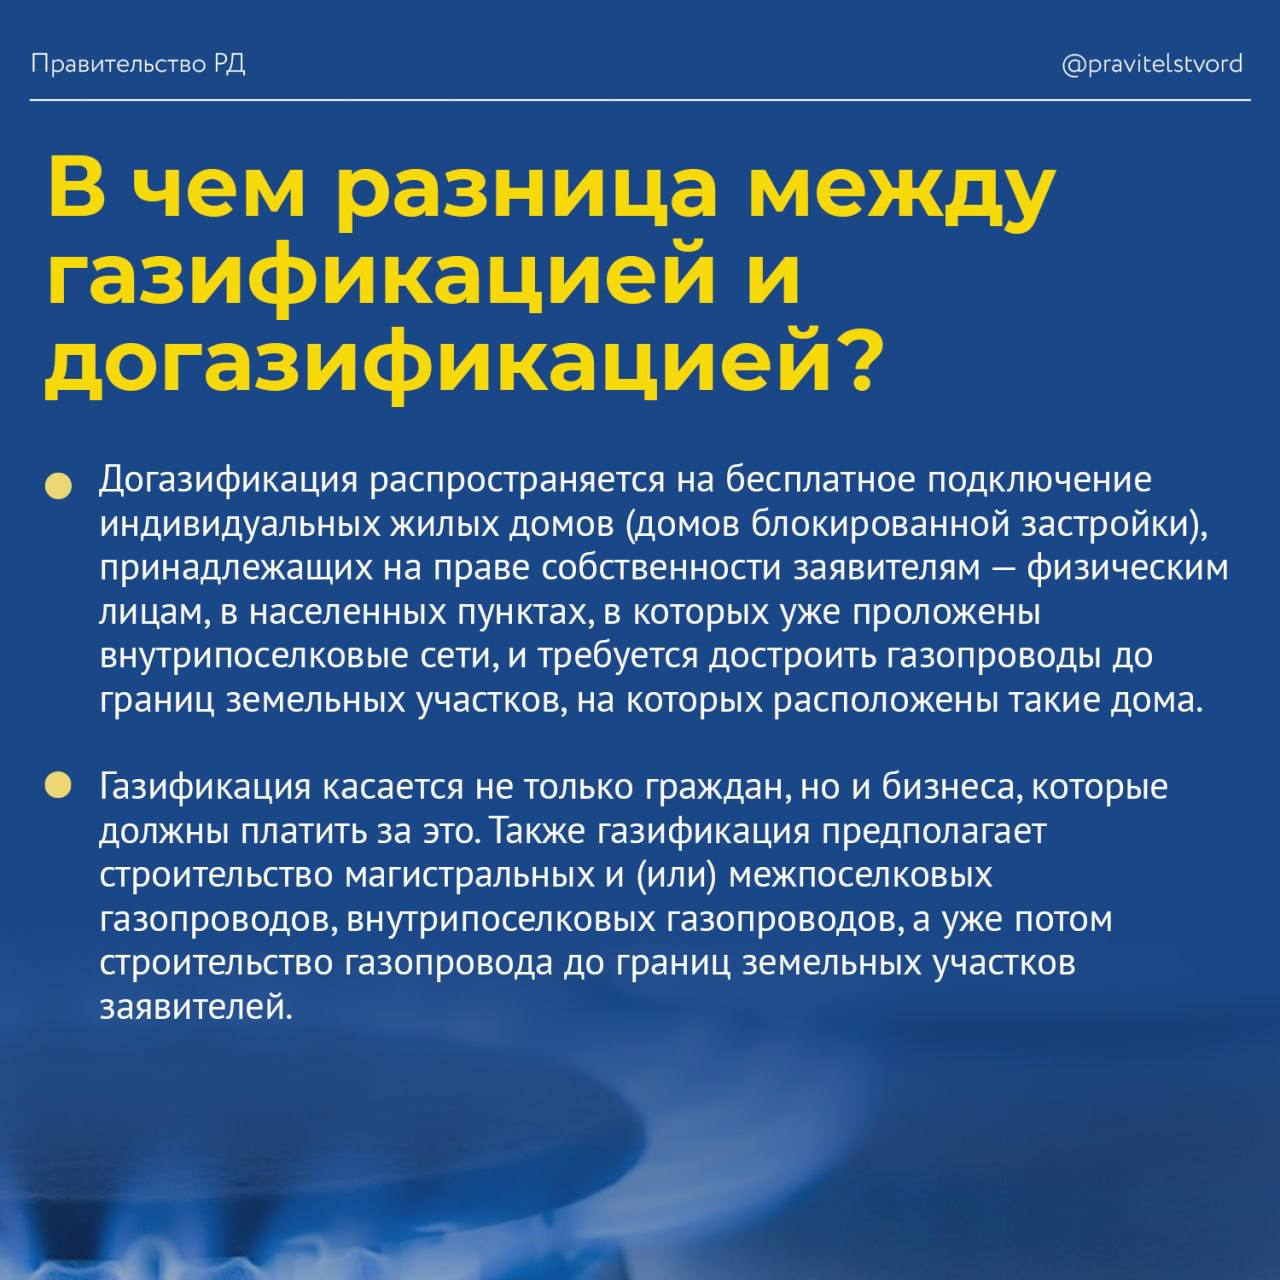 Правительство РД
@pravitelstvord
В чем разница между
газификацией и
догазификацией?
Догазификация распространяется на бесплатное подключение
индивидуальных жилых домов (домов блокированной застройки),
принадлежащих на праве собственности заявителям — физическим
лицам, в населенных пунктах, в которых уже проложены
внутрипоселковые сети, и требуется достроить газопроводы до
границ земельных участков, на которых расположены такие дома.
Газификация касается не только граждан, но и бизнеса, которые
должны платить за это. Также газификация предполагает
строительство магистральных и (или) межпоселковых
газопроводов, внутрипоселковых газопроводов, а уже потом
строительство газопровода до границ земельных участков
заявителей.